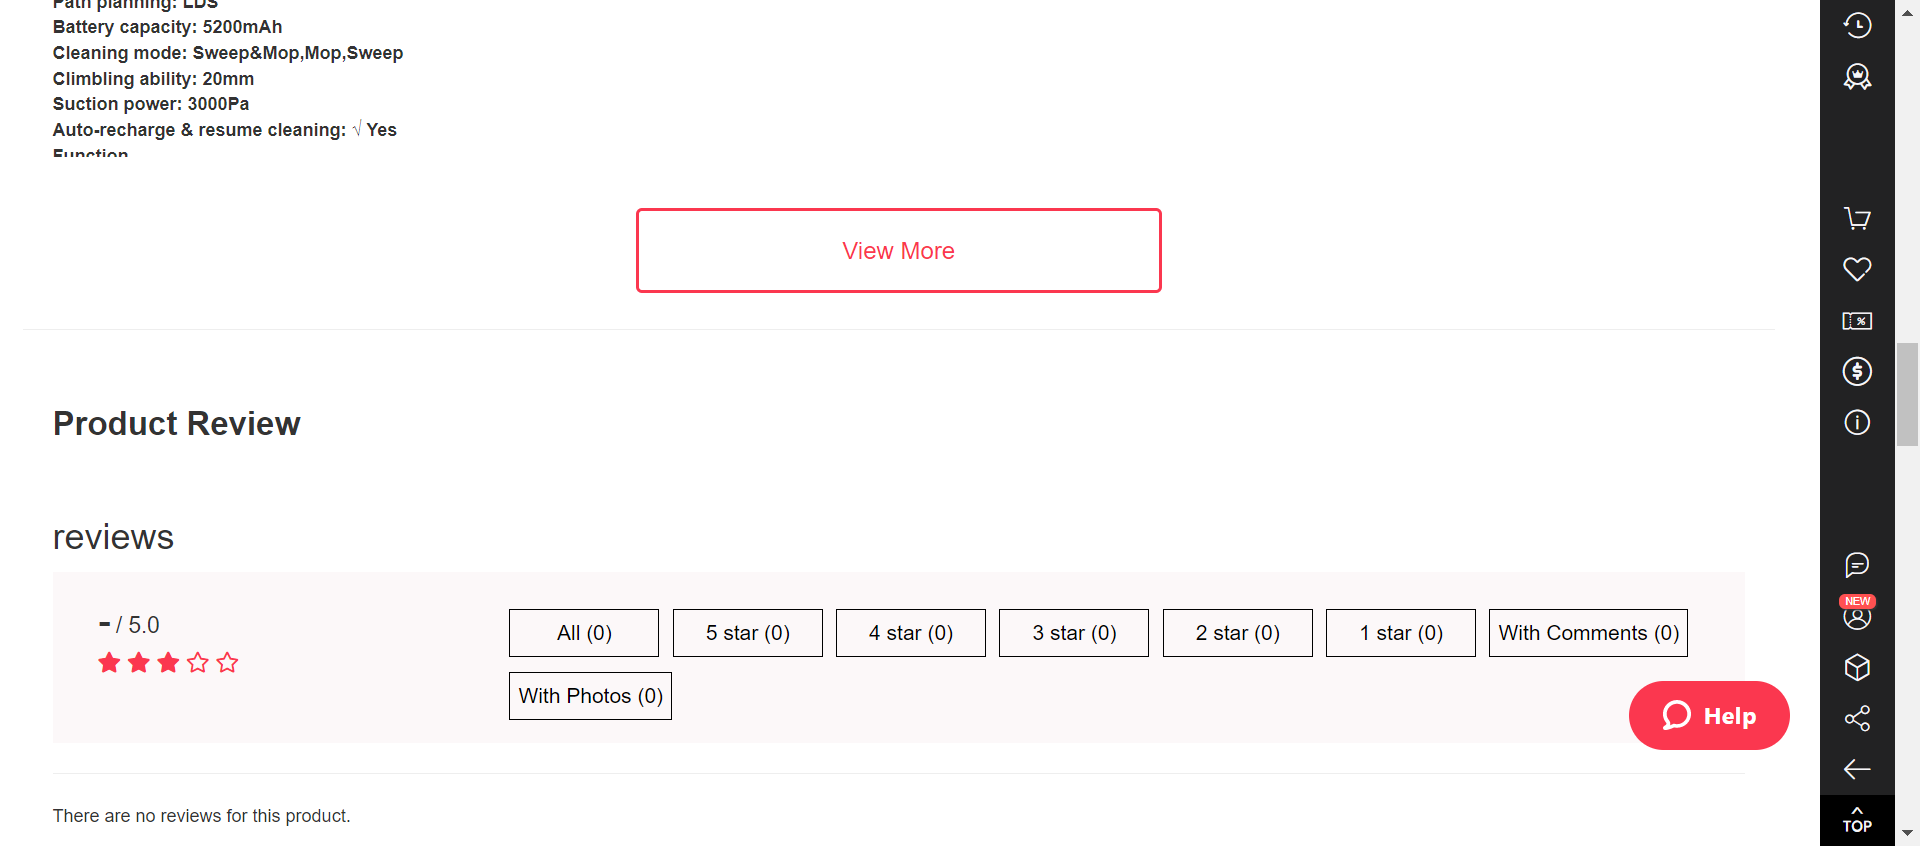 Path planning: LDS
Battery capacity: 5200mAh
Cleaning mode: Sweep&Mop,Mop,Sweep
Climbling ability: 20mm
Suction power: 3000Pa
Auto-recharge & resume cleaning: √ Yes
Function
View More
Product Review
reviews
- / 5.0
All (0)
5 star (0)
4 star (0)
3 star (0)
2 star (0)
1 star (0)
With Comments (0)
With Photos (0)
There are no reviews for this product.
Help
NEW
TOP